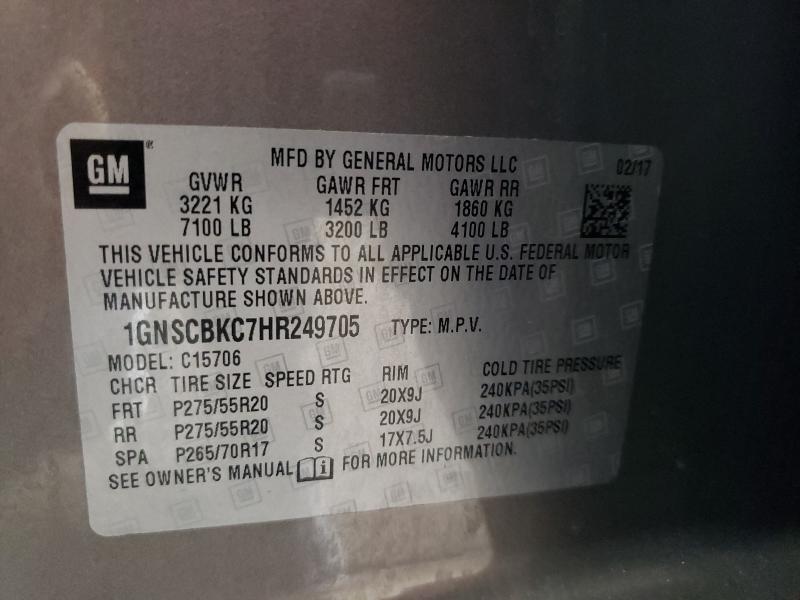 GM® MFD BY GENERAL MOTORS LLC 02/17
GVWR GAWR FRT GAWR RR
3221 KG 1452 KG 1860 KG
7100 LB 3200 LB 4100 LB
THIS VEHICLE CONFORMS TO ALL APPLICABLE U.S. FEDERAL MOTOR
VEHICLE SAFETY STANDARDS IN EFFECT ON THE DATE OF
MANUFACTURE SHOWN ABOVE.
1GNSCBKC7HR249705 TYPE: M.P.V.
MODEL: C15706
CHCR TIRE SIZE SPEED RTG RIM COLD TIRE PRESSURE
FRT P275/55R20 S 20X9J 240KPA(35PSI)
RR P275/55R20 S 20X9J 240KPA(35PSI)
SPA P265/70R17 S 17X7.5J 240KPA(35PSI)
SEE OWNER'S MANUAL i FOR MORE INFORMATION.